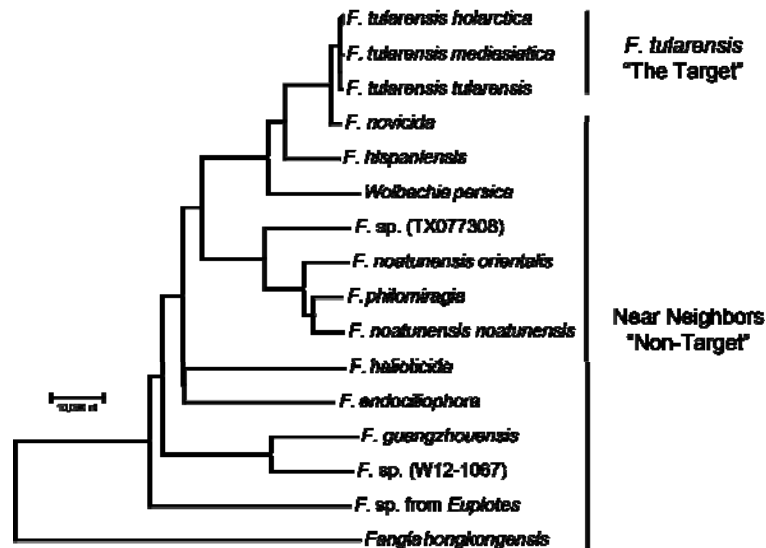 F. tularensis holarctica
F. tularensis mediasiatica
F. tularensis tularensis
F. novicida
F. hispaniensis
Wolbachia persica
F. sp. (TX077308)
F. noatunensis orientalis
F. philomiragia
F. noatunensis noatunensis
F. halioticida
F. endociliophora
F. guangzhouensis
F. sp. (W12-1067)
F. sp. from Euplotes
Fangia hongkongensis
F. tularensis
"The Target"
Near Neighbors
"Non-Target"